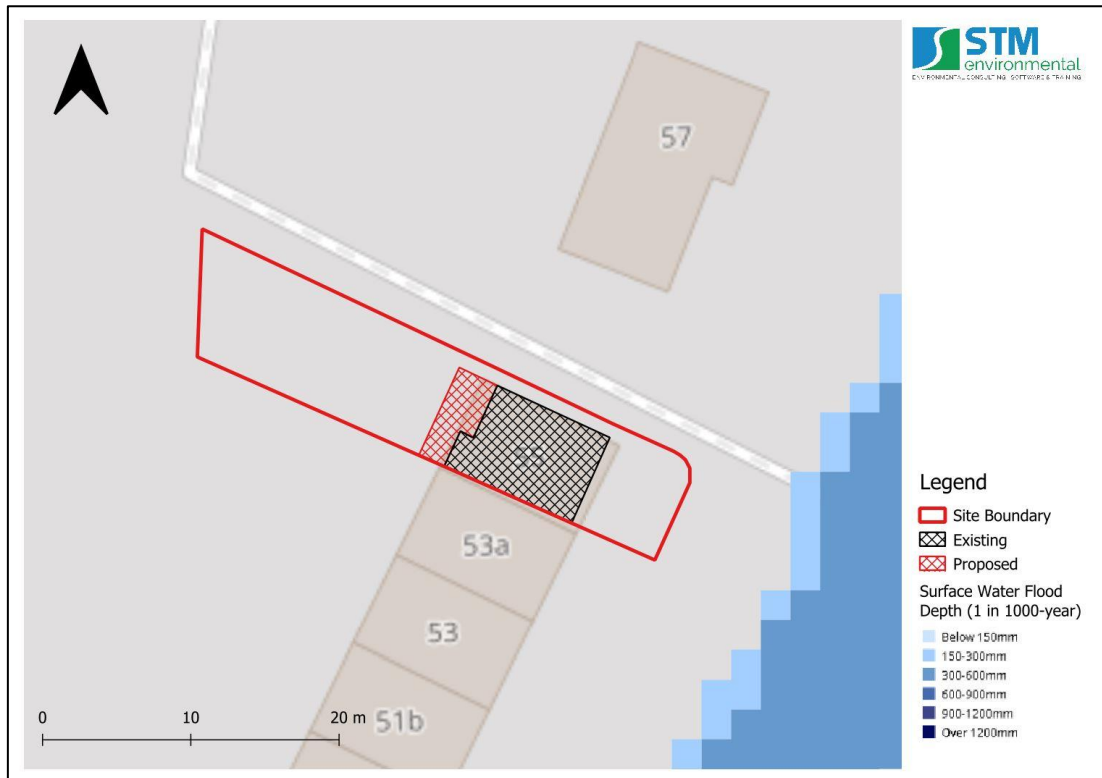 STM
environmental
ENVIRONMENTAL CONSULTING, SOFTWARE & TRAINING
57
55
53a
53
51b
0 10 20 m
Legend
Site Boundary
Existing
Proposed
Surface Water Flood
Depth (1 in 1000-year)
Below 150mm
150-300mm
300-600mm
600-900mm
900-1200mm
Over 1200mm